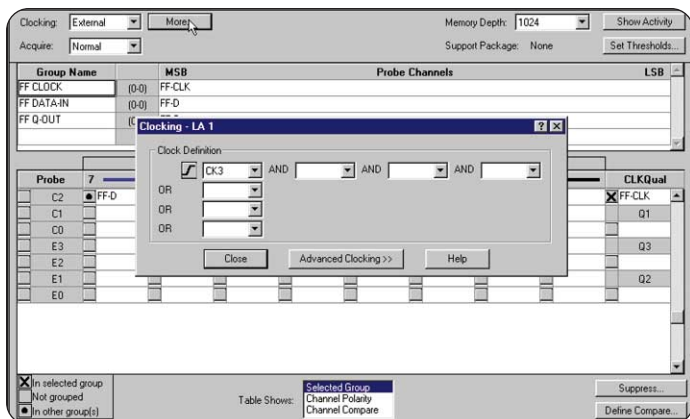 Clocking: External More Memory Depth: 1024 Show Activity
Acquire: Normal Support Package: None Set Thresholds...
Group Name MSB Probe Channels LSB
FF CLOCK (0-0) FF-CLK
FF DATA-IN (0-0) FF-D
FF Q-OUT
Clocking - LA 1
Clock Definition
CK3 AND AND AND
OR
OR
OR
Close Advanced Clocking >> Help
Probe 7 CLKQual
C2 FF-D FF-CLK
C1 Q1
C0
E3 Q3
E2
E1 Q2
E0
In selected group
Not grouped
In other group(s)
Table Shows: Selected Group
Channel Polarity
Channel Compare
Suppress...
Define Compare...